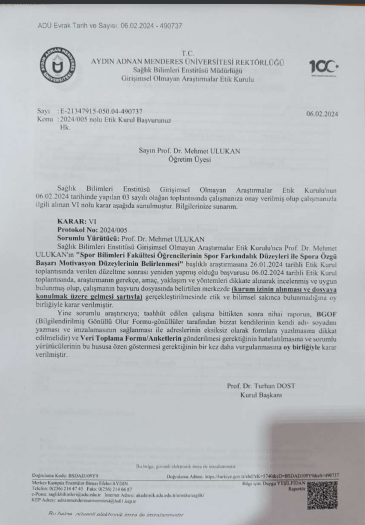 ADÜ Evrak Tarih ve Sayısı: 06.02.2024 - 490737
T.C.
AYDIN ADNAN MENDERES ÜNİVERSİTESİ REKTÖRLÜĞÜ
Sağlık Bilimleri Enstitüsü Müdürlüğü
Girişimsel Olmayan Araştırmalar Etik Kurulu
Sayı : E-21347915-050.04-490737
06.02.2024
Konu : 2024/005 nolu Etik Kurul Başvurunuz
Hk.
Sayın Prof. Dr. Mehmet ULUKAN
Öğretim Üyesi
Sağlık Bilimleri Enstitüsü Girişimsel Olmayan Araştırmalar Etik Kurulu'nun
06.02.2024 tarihinde yapılan 03 sayılı olağan toplantısında çalışmanıza onay verilmiş olup çalışmanızla
ilgili alınan VI nolu karar aşağıda sunulmuştur. Bilgilerinize sunarım.
KARAR: VI
Protokol No: 2024/005
Sorumlu Yürütücü: Prof. Dr. Mehmet ULUKAN
Sağlık Bilimleri Enstitüsü Girişimsel Olmayan Araştırmalar Etik Kurulu'nca Prof. Dr. Mehmet
ULUKAN'ın "Spor Bilimleri Fakültesi Öğrencilerinin Spor Farkındalık Düzeyleri ile Spora Özgü
Başarı Motivasyon Düzeylerinin Belirlenmesi" başlıklı araştırmasına 26.01.2024 tarihli Etik Kurul
toplantısında verilen düzeltme sonrası yeniden yapmış olduğu başvurusu 06.02.2024 tarihli Etik Kurul
toplantısında, araştırmanın gerekçe, amaç, yaklaşım ve yöntemleri dikkate alınarak incelenmiş ve uygun
bulunmuş olup, çalışmanın başvuru dosyasında belirtilen merkezde (kurum izinin alınması ve dosyaya
konulmak üzere gelmesi şartıyla) gerçekleştirilmesinde etik ve bilimsel sakınca bulunmadığına oy
birliğiyle karar verilmiştir.
Yine sorumlu araştırıcıya; taahhüt edilen çalışma bittikten sonra nihai raporun, BGOF
(Bilgilendirilmiş Gönüllü Olur Formu-gönüllüler tarafından bizzat kendilerinin kendi adı- soyadını
yazması ve imzalamasının sağlanması ile adreslerinin eksiksiz olarak formlara yazılmasına dikkat
edilmelidir) ve Veri Toplama Formu/Anketlerin gönderilmesi gerektiğinin hatırlatılmasına ve sorumlu
yürütücünün bu hususa özen göstermesi gerektiğinin bir kez daha vurgulanmasına oy birliğiyle karar
verilmiştir.
Prof. Dr. Turhan DOST
Kurul Başkanı
Bu belge, güvenli elektronik imza ile imzalanmıştır.